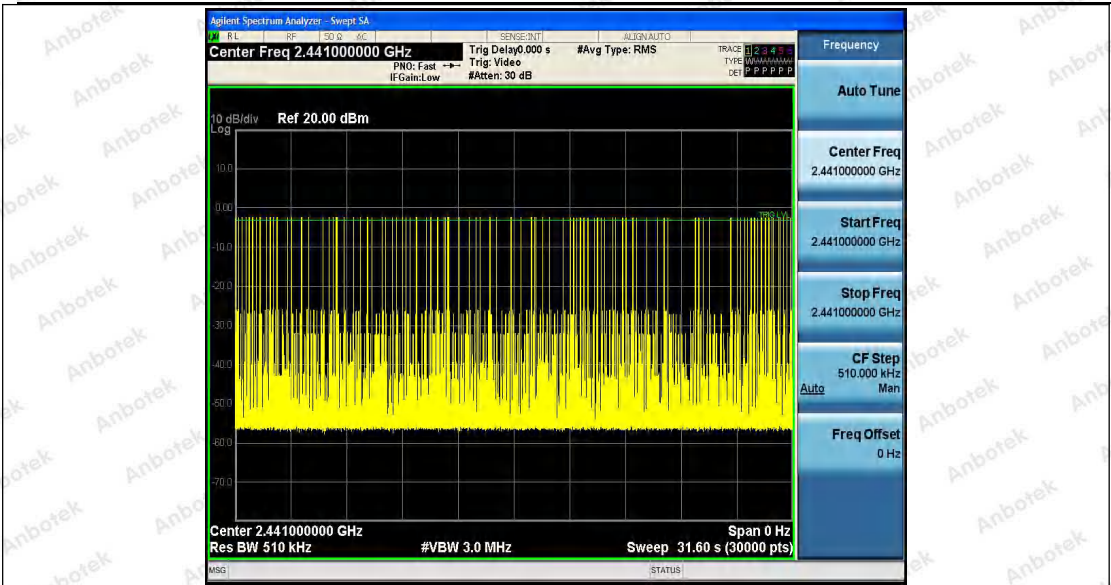 Agilent Spectrum Analyzer - Swept SA
RL RF 50 Ω AC SENSE:INT ALIGNAUTO
Center Freq 2.441000000 GHz
PNO: Fast
IFGain:Low
Trig Delay0.000 s
Trig: Video
#Atten: 30 dB
#Avg Type: RMS
TRACE 1 2 3 4 5 6
TYPE
DET P P P P P P
10 dB/div Ref 20.00 dBm
Log
10.0
0.00
TRIG LVL
-10.0
-20.0
-30.0
-40.0
-50.0
-60.0
-70.0
Center 2.441000000 GHz
Span 0 Hz
Res BW 510 kHz
#VBW 3.0 MHz
Sweep 31.60 s (30000 pts)
MSG
STATUS
Frequency
Auto Tune
Center Freq
2.441000000 GHz
Start Freq
2.441000000 GHz
Stop Freq
2.441000000 GHz
CF Step
510.000 kHz
Auto Man
Freq Offset
0 Hz
Anbotek